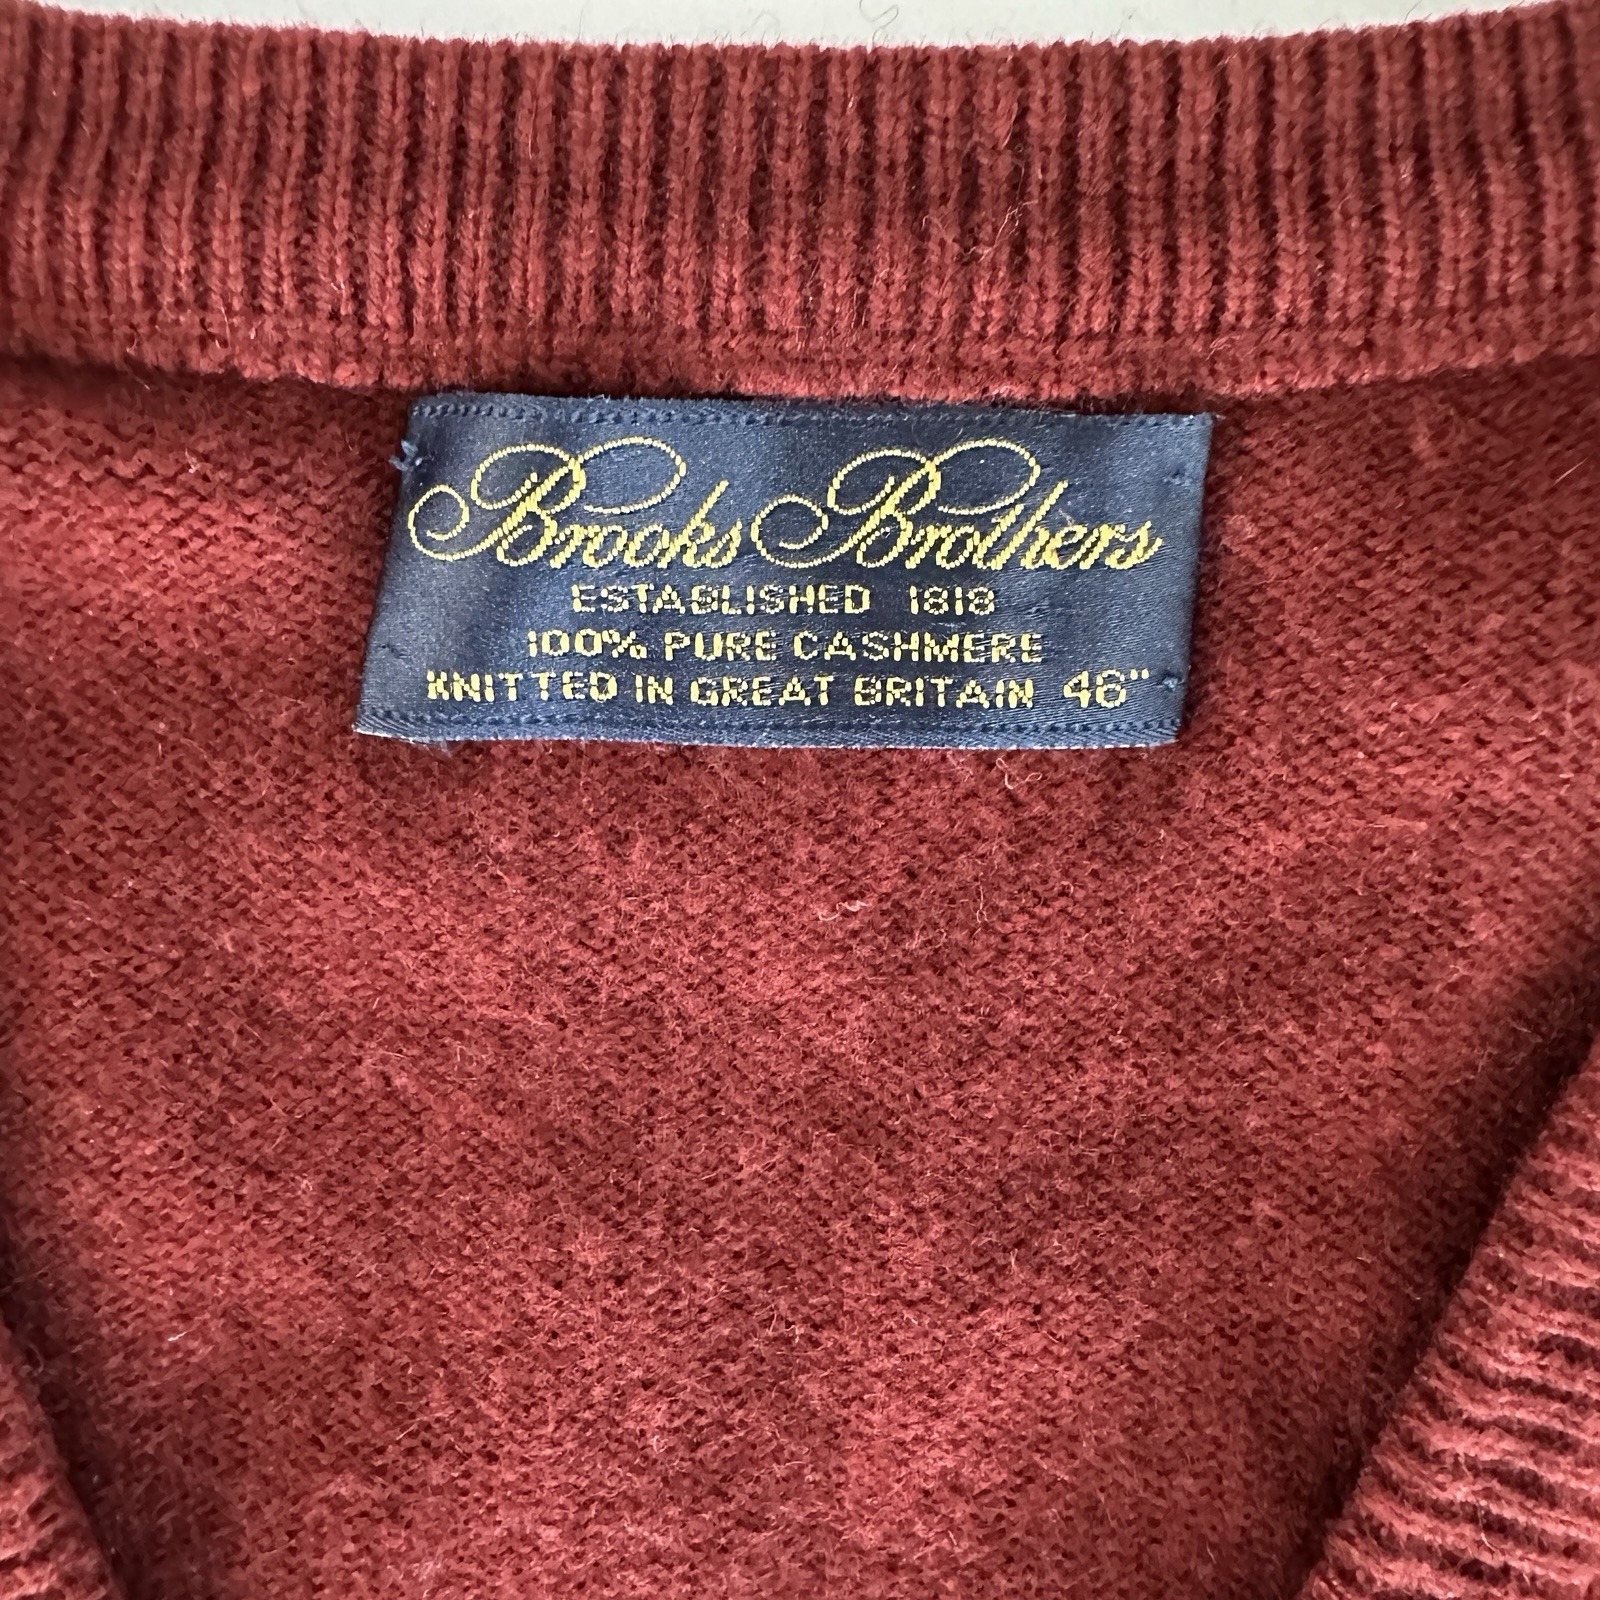 Brooks Brothers
ESTABLISHED 1818
100% PURE CASHMERE
KNITTED IN GREAT BRITAIN 46"